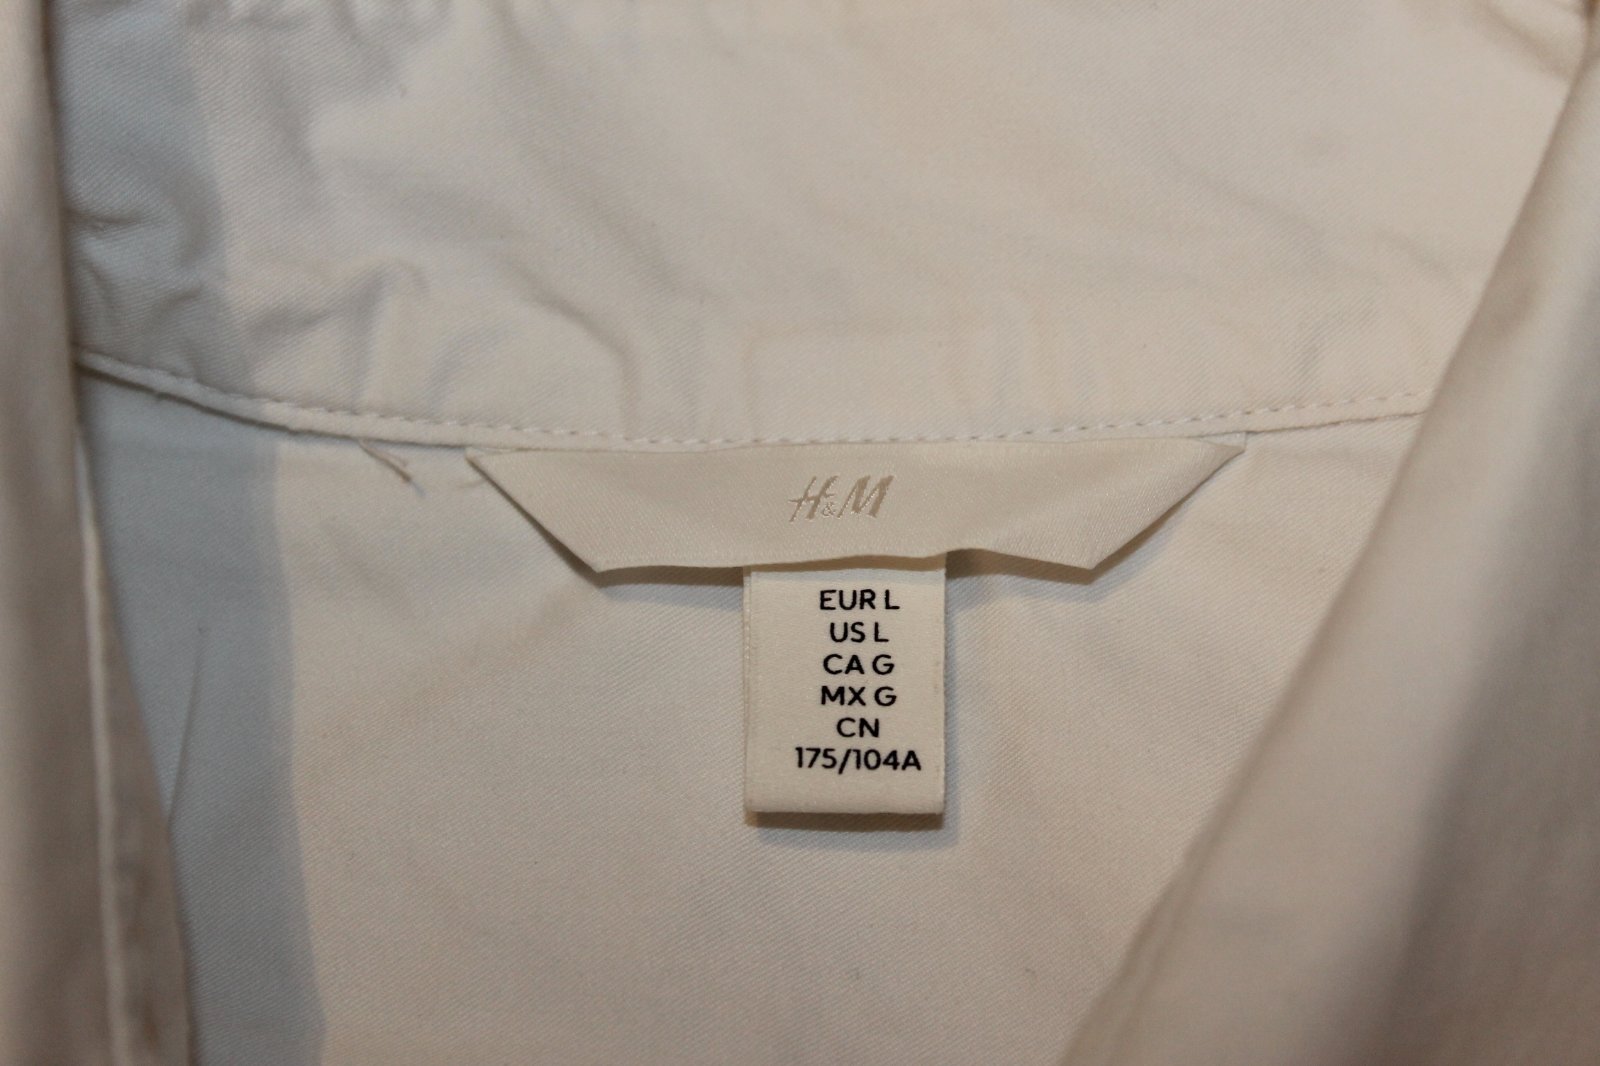 H&M
EUR L
US L
CA G
MX G
CN
175/104A